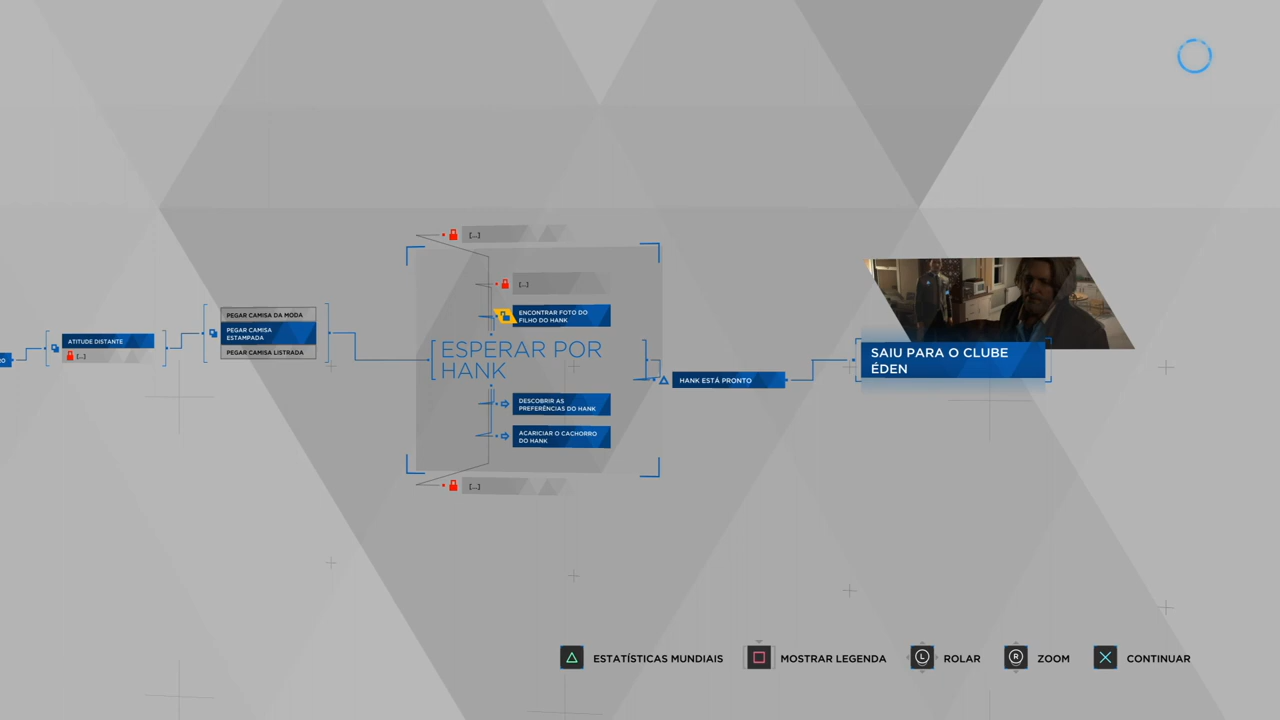 RO
ATITUDE DISTANTE
[...]
PEGAR CAMISA DA MODA
PEGAR CAMISA
ESTAMPADA
PEGAR CAMISA LISTRADA
[...]
[...]
ENCONTRAR FOTO DO
FILHO DO HANK
ESPERAR POR
HANK
DESCOBRIR AS
PREFERÊNCIAS DO HANK
ACARICIAR O CACHORRO
DO HANK
[...]
HANK ESTÁ PRONTO
SAIU PARA O CLUBE
ÉDEN
ESTATÍSTICAS MUNDIAIS
MOSTRAR LEGENDA
L
ROLAR
R
ZOOM
CONTINUAR